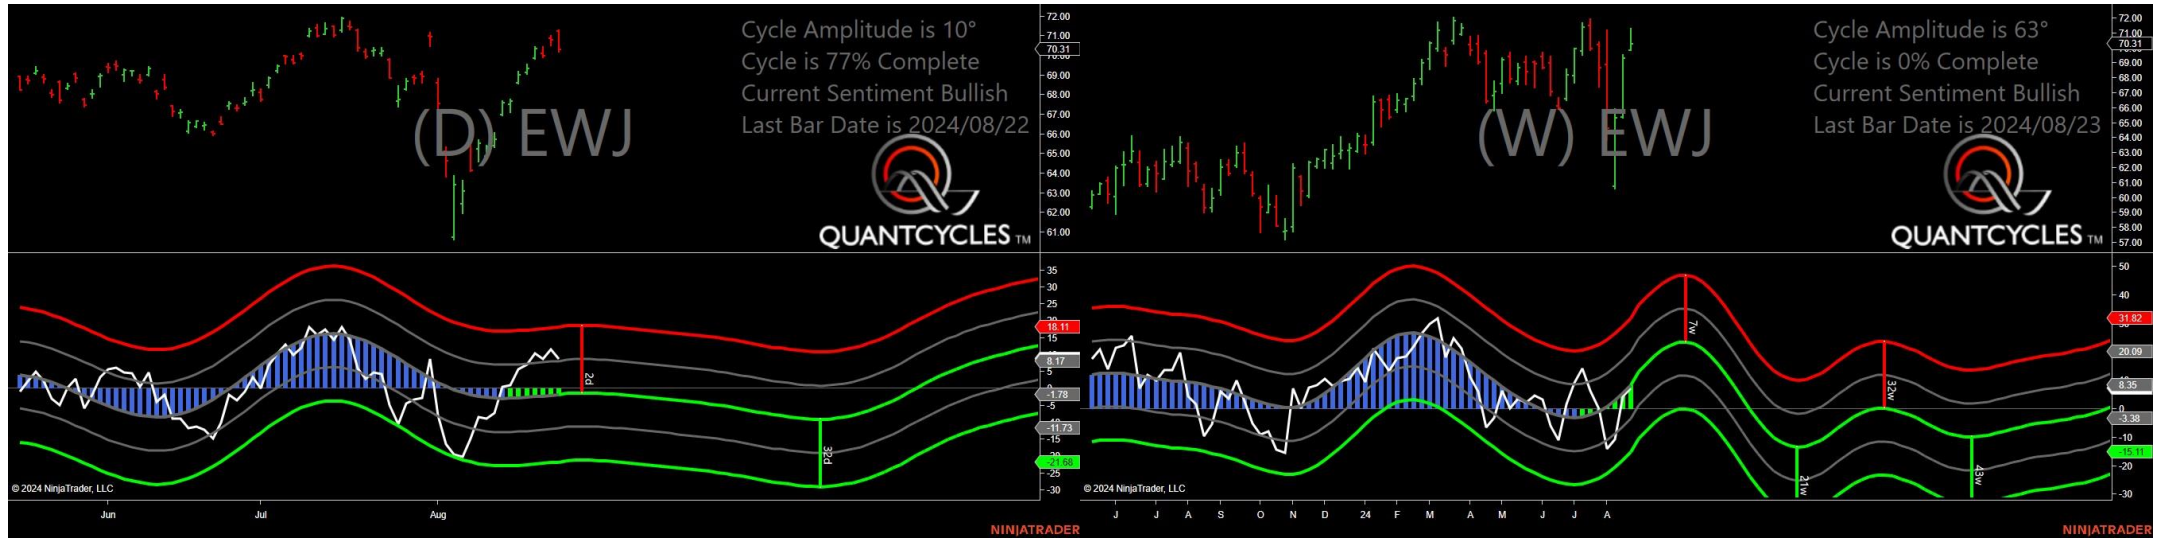 Cycle Amplitude is 10°
Cycle is 77% Complete
Current Sentiment Bullish
Last Bar Date is 2024/08/22
(D) EWJ
QUANTCYCLES TM
72.00
71.00
70.31
69.00
68.00
67.00
66.00
65.00
64.00
63.00
62.00
61.00
35
30
25
18.11
15
8.17
5
0
-1.78
-5
-11.73
-15
-21.68
-25
-30
2d
32d
© 2024 NinjaTrader, LLC
Jun
Jul
Aug
NINJATRADER
Cycle Amplitude is 63°
Cycle is 0% Complete
Current Sentiment Bullish
Last Bar Date is 2024/08/23
(W) EWJ
QUANTCYCLES TM
72.00
71.00
70.31
69.00
68.00
67.00
66.00
65.00
64.00
63.00
62.00
61.00
60.00
59.00
58.00
57.00
50
40
31.82
20.09
8.35
0
-3.38
-10
-15.11
-20
-30
7w
21w
32w
43w
© 2024 NinjaTrader, LLC
J J A S O N D 24 F M A M J J A
NINJATRADER